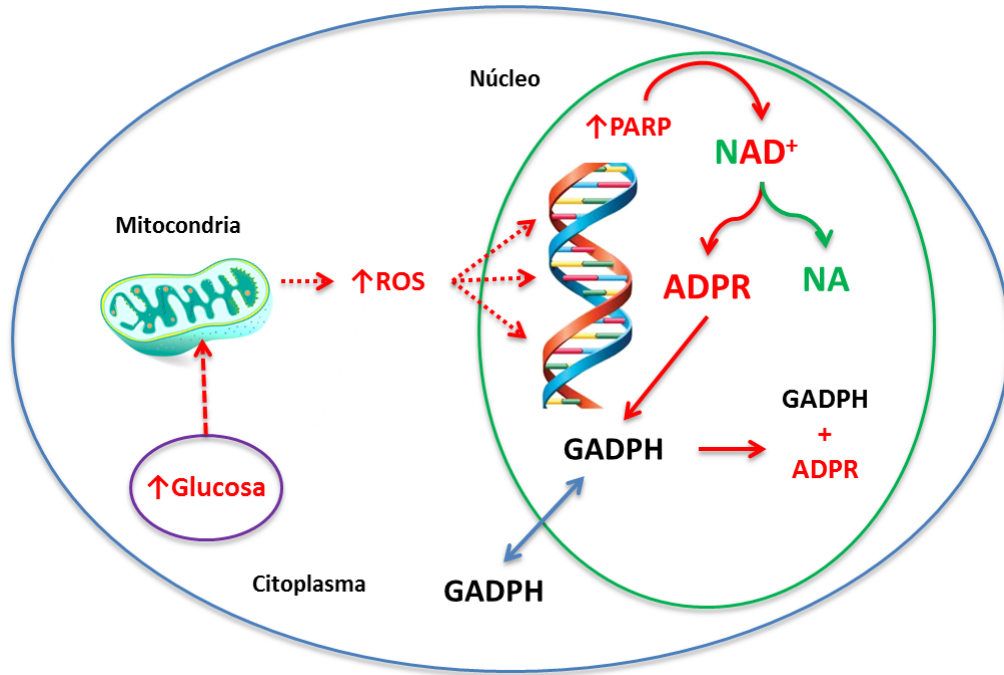 Núcleo
↑PARP
NAD⁺
Mitocondria
↑ROS
ADPR
NA
GADPH
+
ADPR
GADPH
↑Glucosa
Citoplasma
GADPH